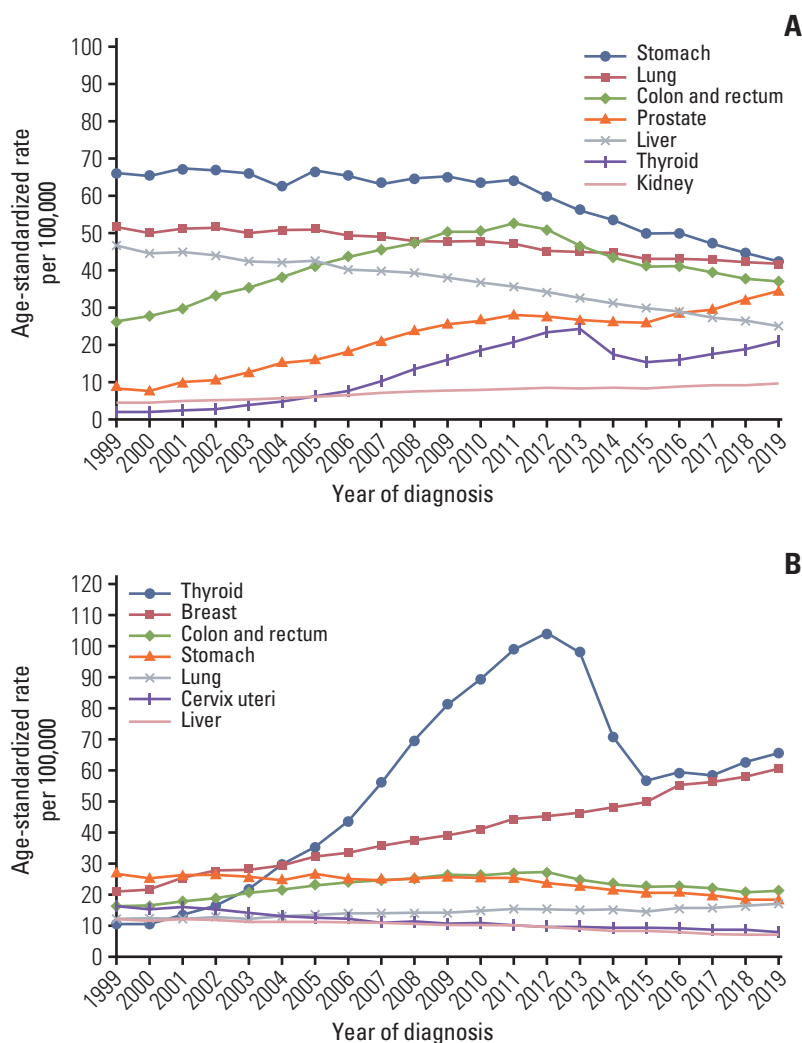 A
100
90
80
70
60
50
40
30
20
10
0
Age-standardized rate
per 100,000
Stomach
Lung
Colon and rectum
Prostate
Liver
Thyroid
Kidney
1999 2000 2001 2002 2003 2004 2005 2006 2007 2008 2009 2010 2011 2012 2013 2014 2015 2016 2017 2018 2019
Year of diagnosis
B
120
110
100
90
80
70
60
50
40
30
20
10
0
Age-standardized rate
per 100,000
Thyroid
Breast
Colon and rectum
Stomach
Lung
Cervix uteri
Liver
1999 2000 2001 2002 2003 2004 2005 2006 2007 2008 2009 2010 2011 2012 2013 2014 2015 2016 2017 2018 2019
Year of diagnosis